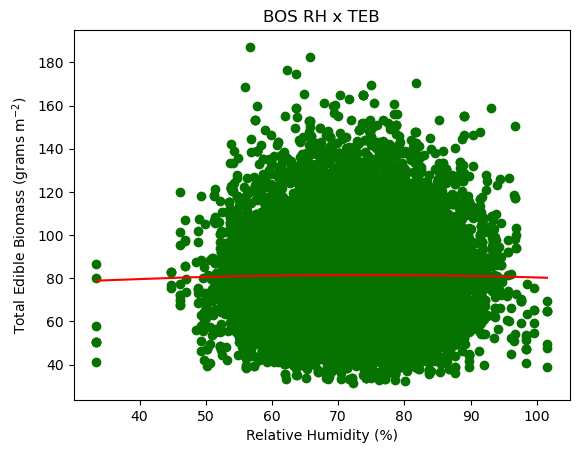 BOS RH x TEB
180
160
140
120
100
80
60
40
Total Edible Biomass (grams m⁻²)
40 50 60 70 80 90 100
Relative Humidity (%)